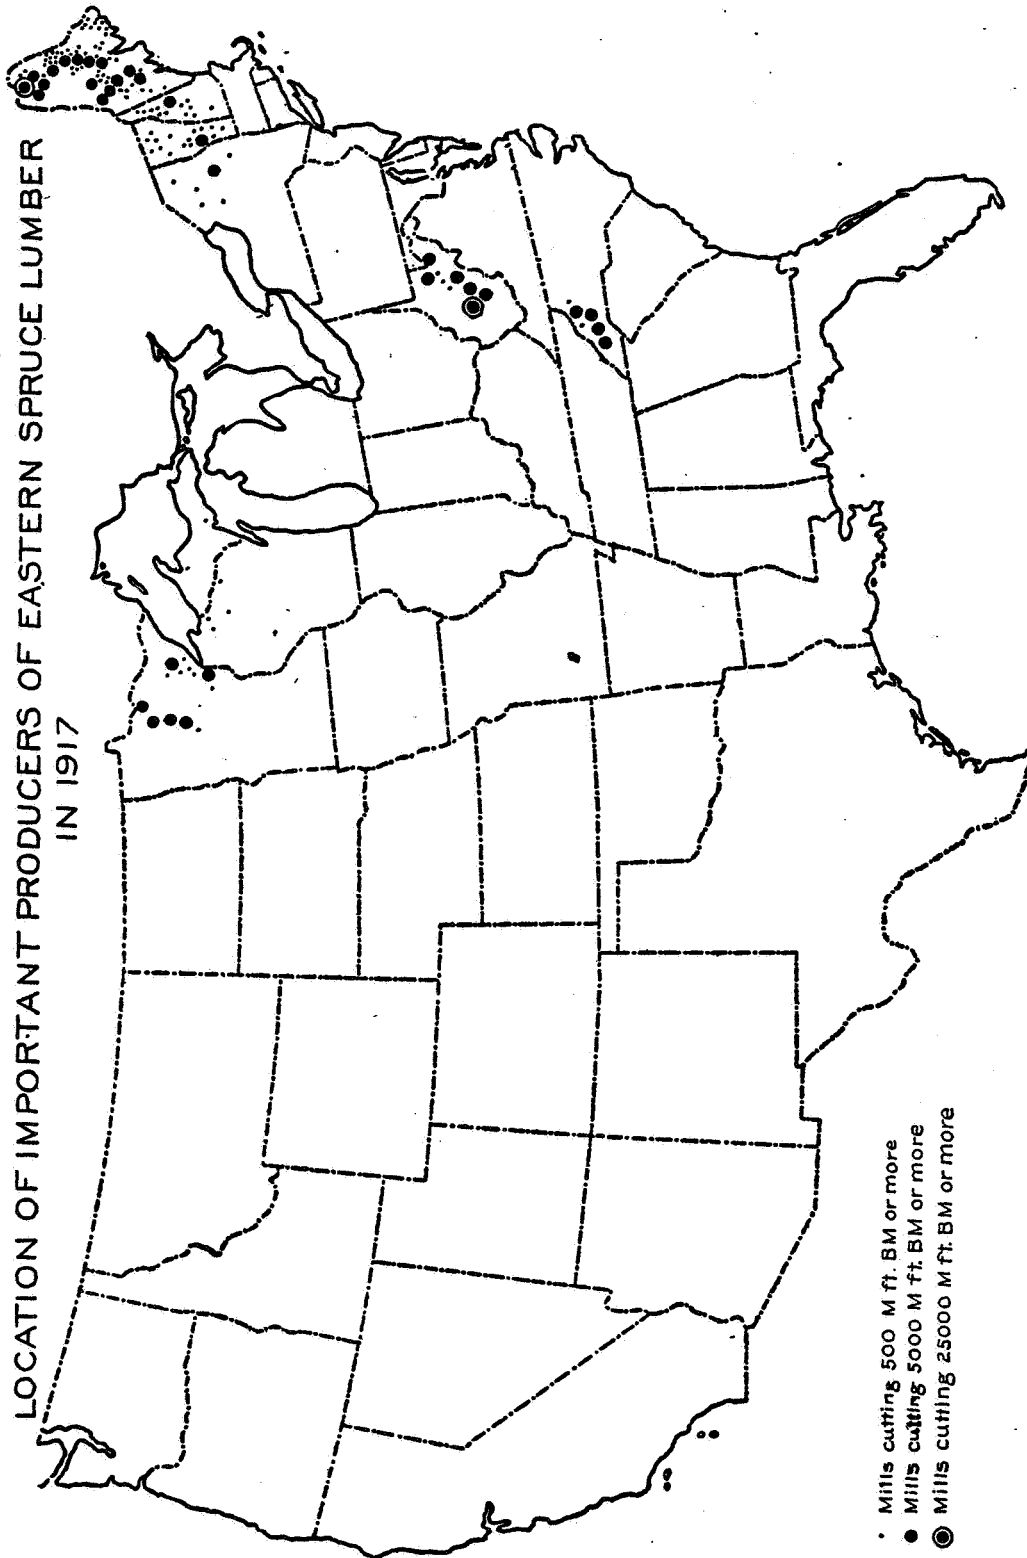 LOCATION OF IMPORTANT PRODUCERS OF EASTERN SPRUCE LUMBER
IN 1917
Mills cutting 500 M ft. BM or more
Mills cutting 5000 M ft. BM or more
Mills cutting 25000 M ft. BM or more